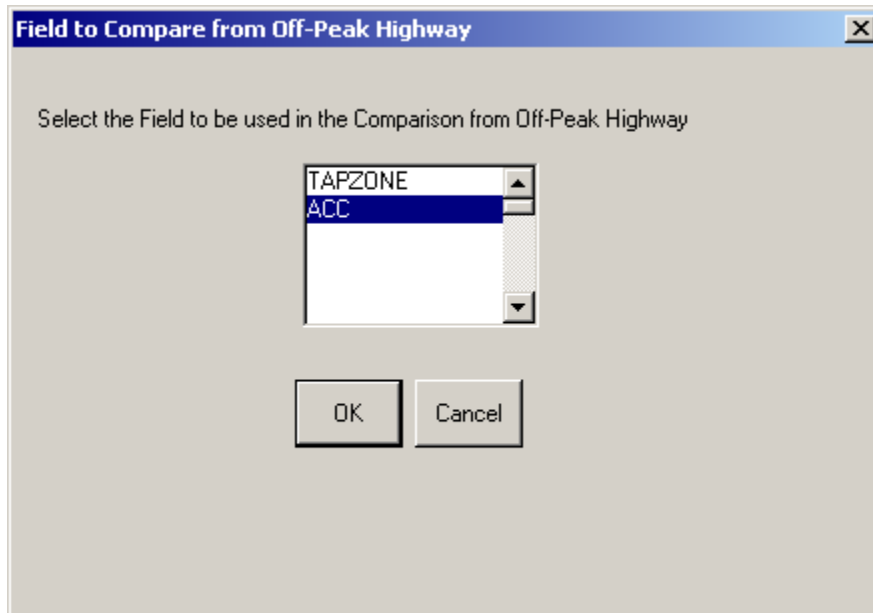 Field to Compare from Off-Peak Highway
Select the Field to be used in the Comparison from Off-Peak Highway
TAPZONE
ACC
OK
Cancel